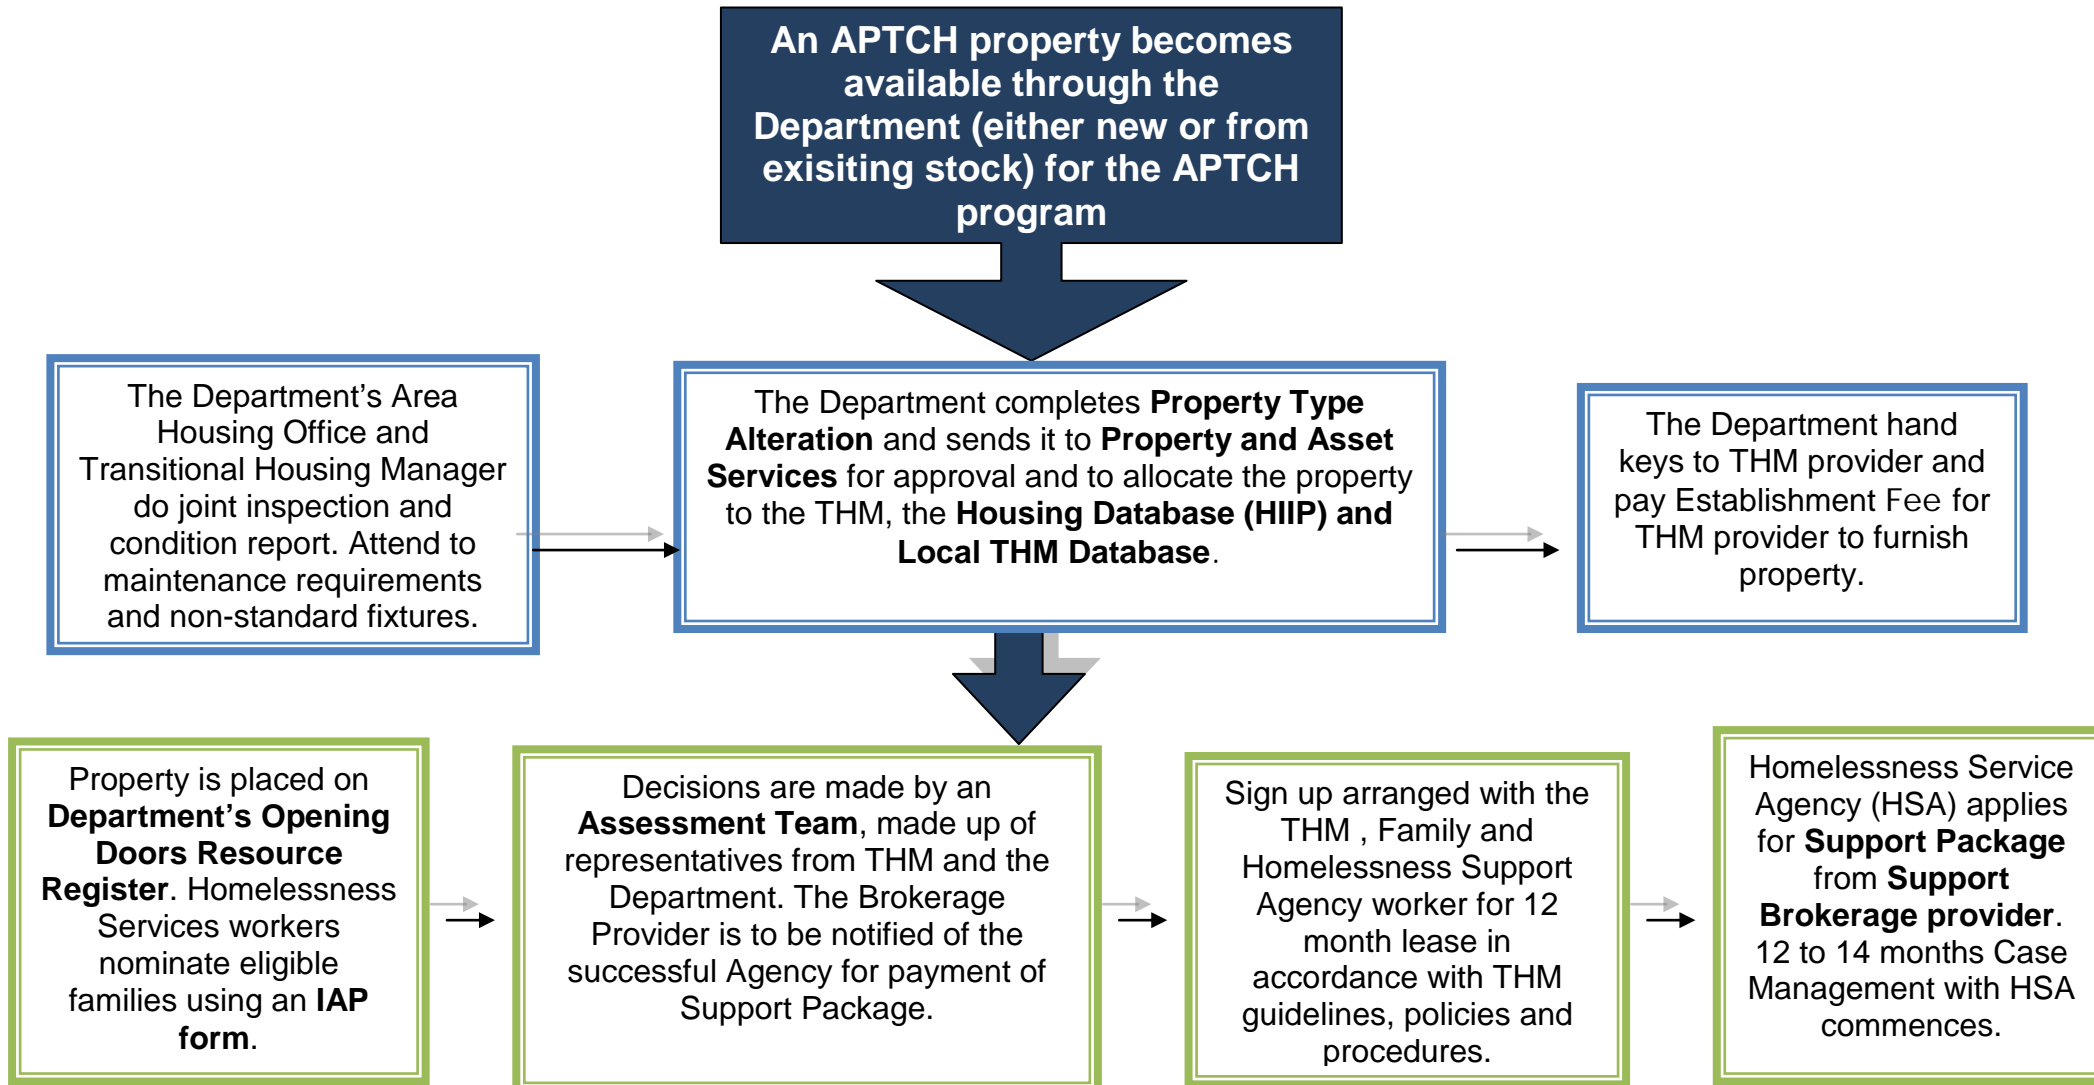 An APTCH property becomes
available through the
Department (either new or from
exisiting stock) for the APTCH
program
The Department’s Area
Housing Office and
Transitional Housing Manager
do joint inspection and
condition report. Attend to
maintenance requirements
and non-standard fixtures.
The Department completes Property Type
Alteration and sends it to Property and Asset
Services for approval and to allocate the property
to the THM, the Housing Database (HIIP) and
Local THM Database.
The Department hand
keys to THM provider and
pay Establishment Fee for
THM provider to furnish
property.
Property is placed on
Department’s Opening
Doors Resource
Register. Homelessness
Services workers
nominate eligible
families using an IAP
form.
Decisions are made by an
Assessment Team, made up of
representatives from THM and the
Department. The Brokerage
Provider is to be notified of the
successful Agency for payment of
Support Package.
Sign up arranged with the
THM , Family and
Homelessness Support
Agency worker for 12
month lease in
accordance with THM
guidelines, policies and
procedures.
Homelessness Service
Agency (HSA) applies
for Support Package
from Support
Brokerage provider.
12 to 14 months Case
Management with HSA
commences.